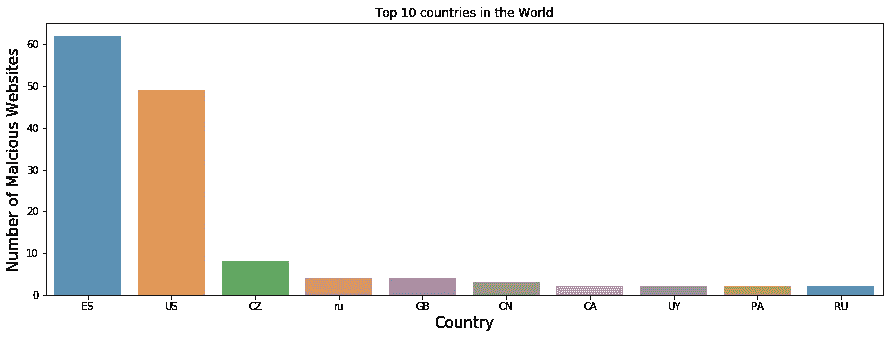 Top 10 countries in the World
Number of Malcious Websites
60
50
40
30
20
10
0
ES US CZ ru GB CN CA UY PA RU
Country